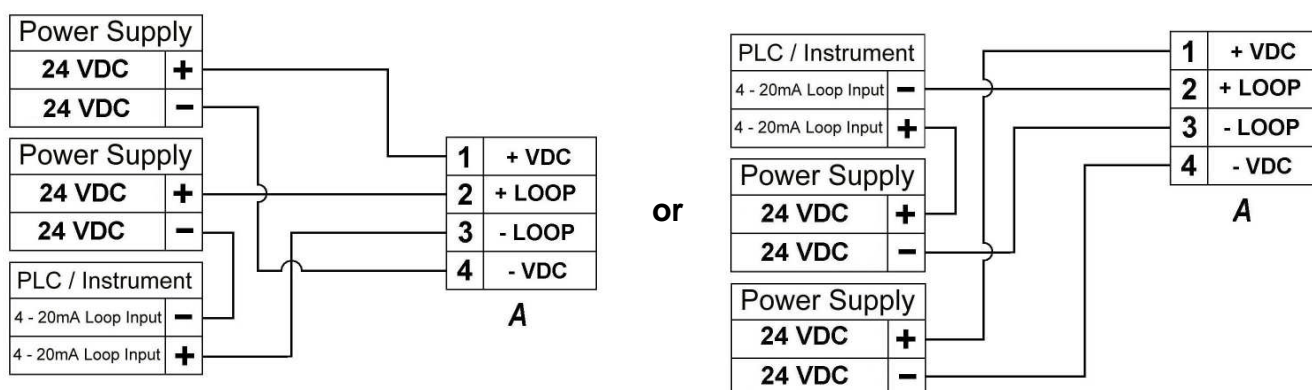 Power Supply
24 VDC +
24 VDC −
Power Supply
24 VDC +
24 VDC −
PLC / Instrument
4 - 20mA Loop Input −
4 - 20mA Loop Input +
1 + VDC
2 + LOOP
3 - LOOP
4 - VDC
A
or
PLC / Instrument
4 - 20mA Loop Input −
4 - 20mA Loop Input +
Power Supply
24 VDC +
24 VDC −
Power Supply
24 VDC +
24 VDC −
1 + VDC
2 + LOOP
3 - LOOP
4 - VDC
A